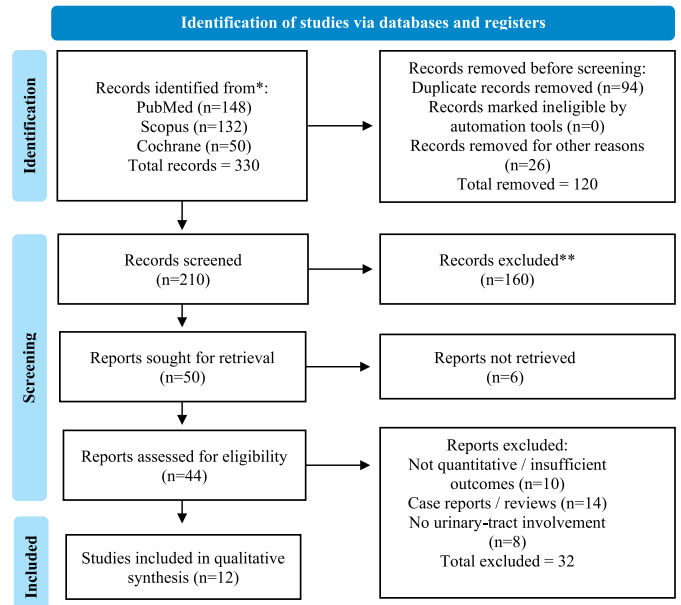 Identification of studies via databases and registers
Identification
Records identified from*:
PubMed (n=148)
Scopus (n=132)
Cochrane (n=50)
Total records = 330
Records removed before screening:
Duplicate records removed (n=94)
Records marked ineligible by
automation tools (n=0)
Records removed for other reasons
(n=26)
Total removed = 120
Screening
Records screened
(n=210)
Records excluded**
(n=160)
Reports sought for retrieval
(n=50)
Reports not retrieved
(n=6)
Reports assessed for eligibility
(n=44)
Reports excluded:
Not quantitative / insufficient
outcomes (n=10)
Case reports / reviews (n=14)
No urinary-tract involvement
(n=8)
Total excluded = 32
Included
Studies included in qualitative
synthesis (n=12)